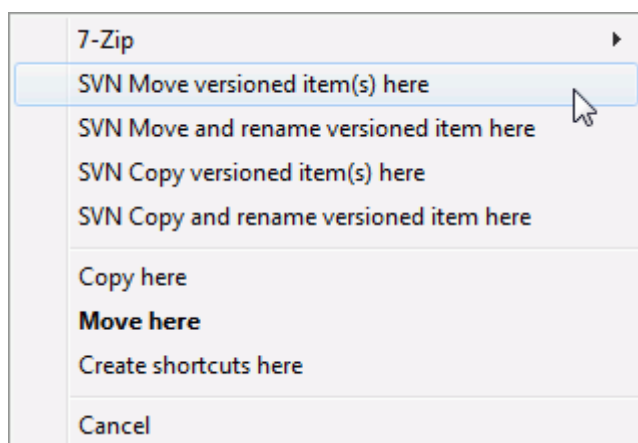 7-Zip
SVN Move versioned item(s) here
SVN Move and rename versioned item here
SVN Copy versioned item(s) here
SVN Copy and rename versioned item here
Copy here
Move here
Create shortcuts here
Cancel